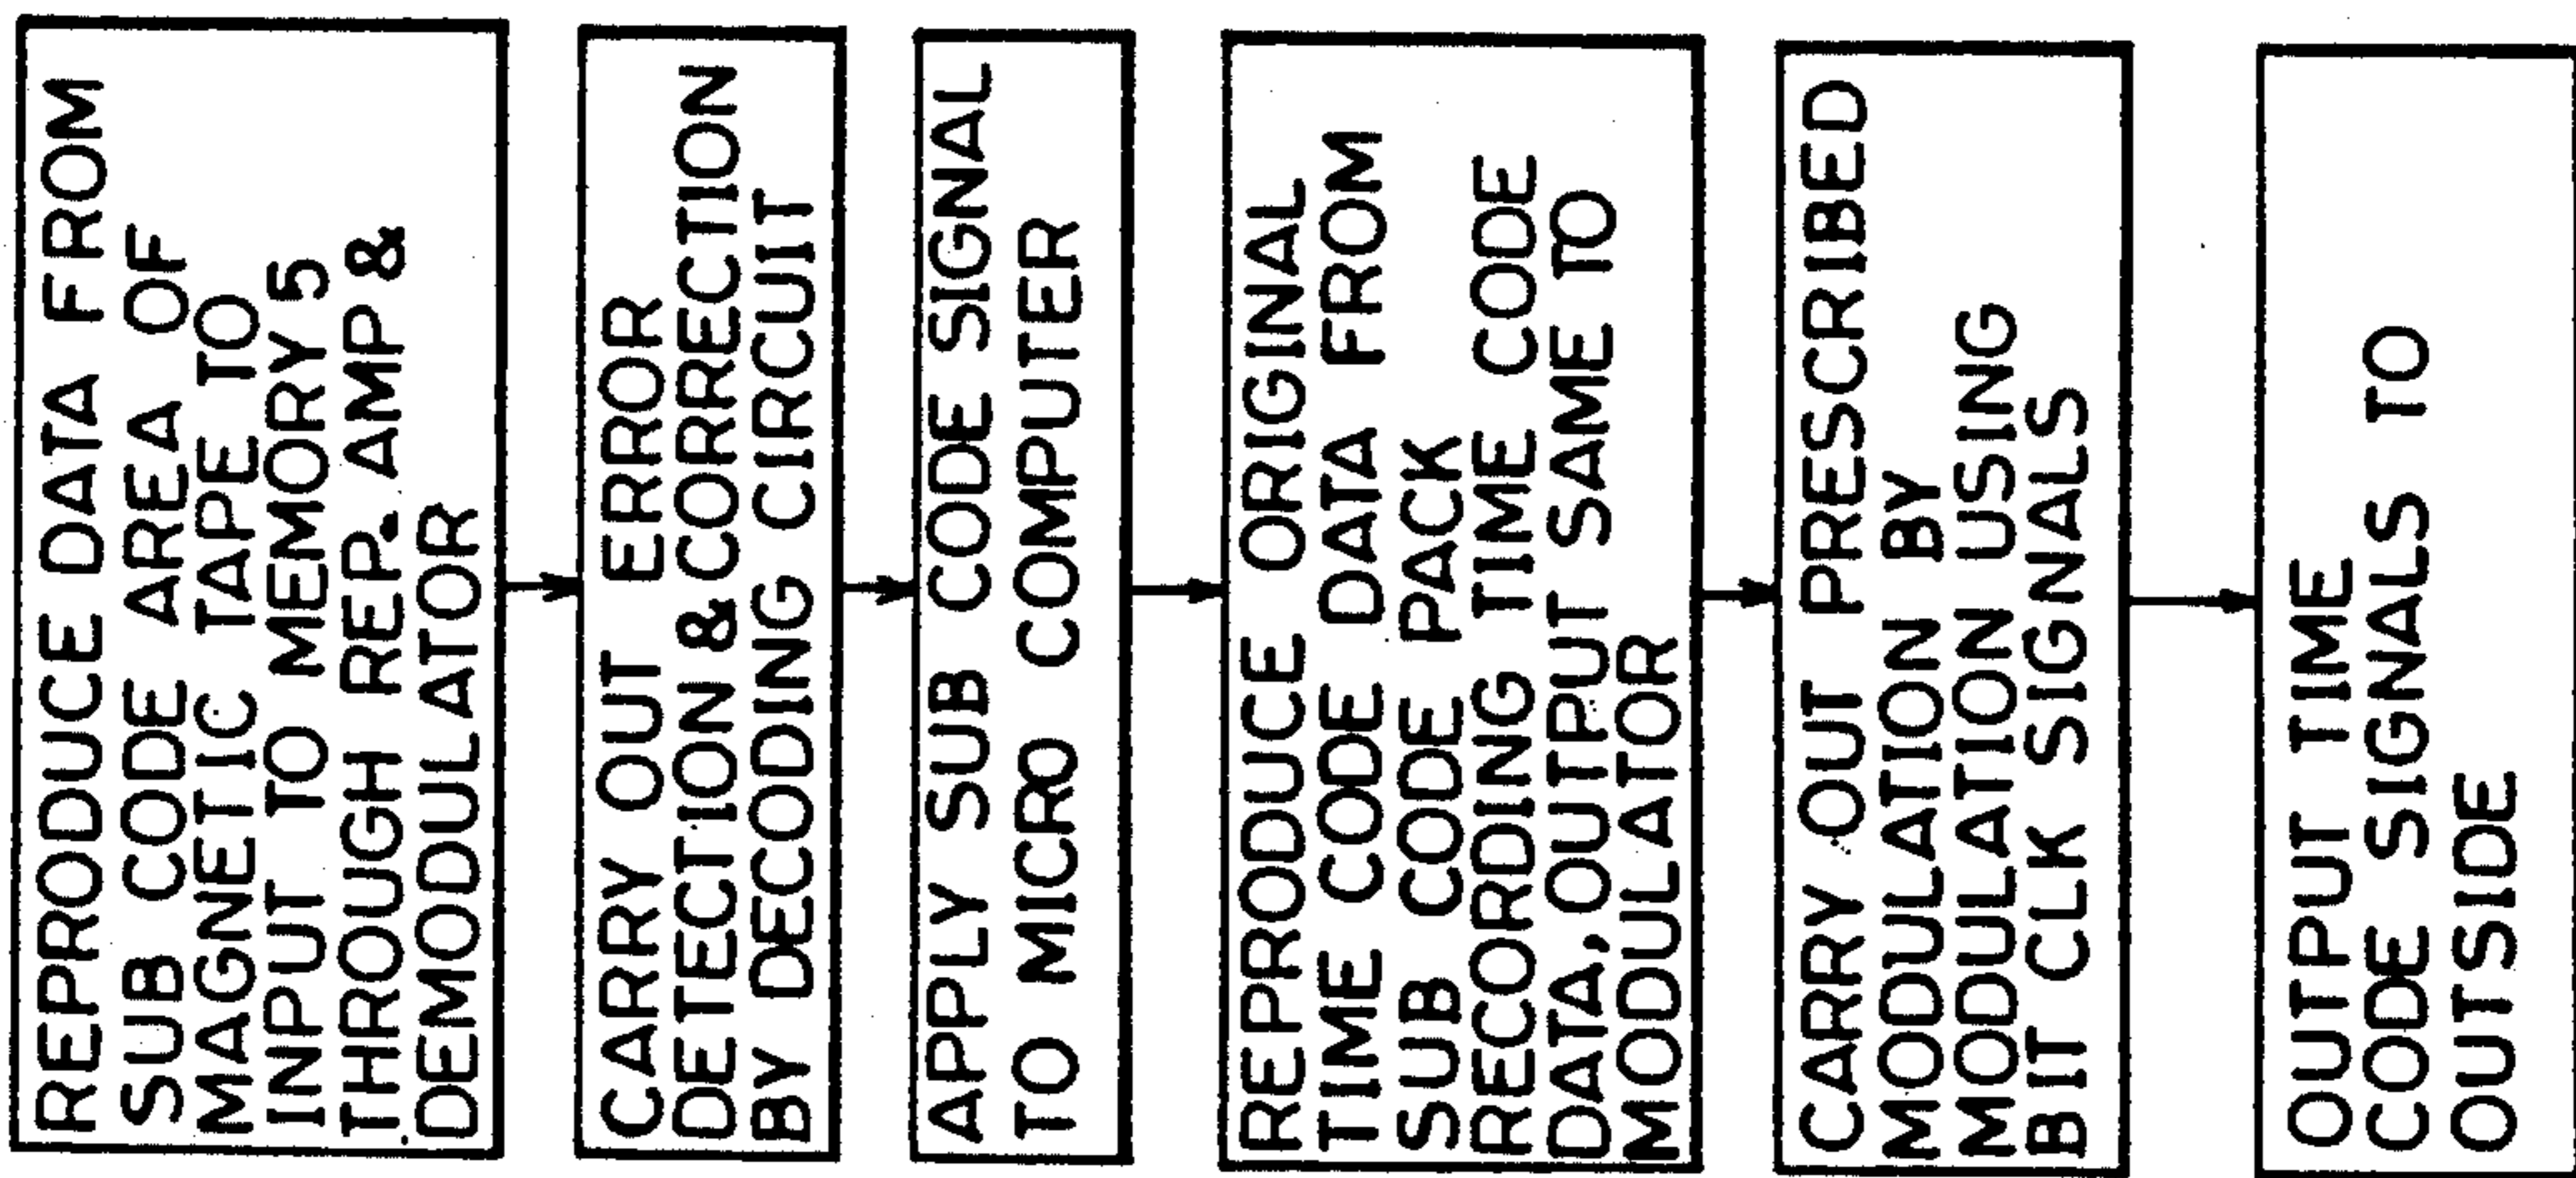 REPRODUCE DATA FROM
SUB CODE AREA OF
MAGNETIC TAPE TO
INPUT TO MEMORY 5
THROUGH REP. AMP &
DEMODULATOR
CARRY OUT ERROR
DETECTION & CORRECTION
BY DECODING CIRCUIT
APPLY SUB CODE SIGNAL
TO MICRO COMPUTER
REPRODUCE ORIGINAL
TIME CODE DATA FROM
SUB CODE PACK
RECORDING TIME CODE
DATA, OUTPUT SAME TO
MODULATOR
CARRY OUT PRESCRIBED
MODULATION BY
MODULATION USING
BIT CLK SIGNALS
OUTPUT TIME
CODE SIGNALS TO
OUTSIDE